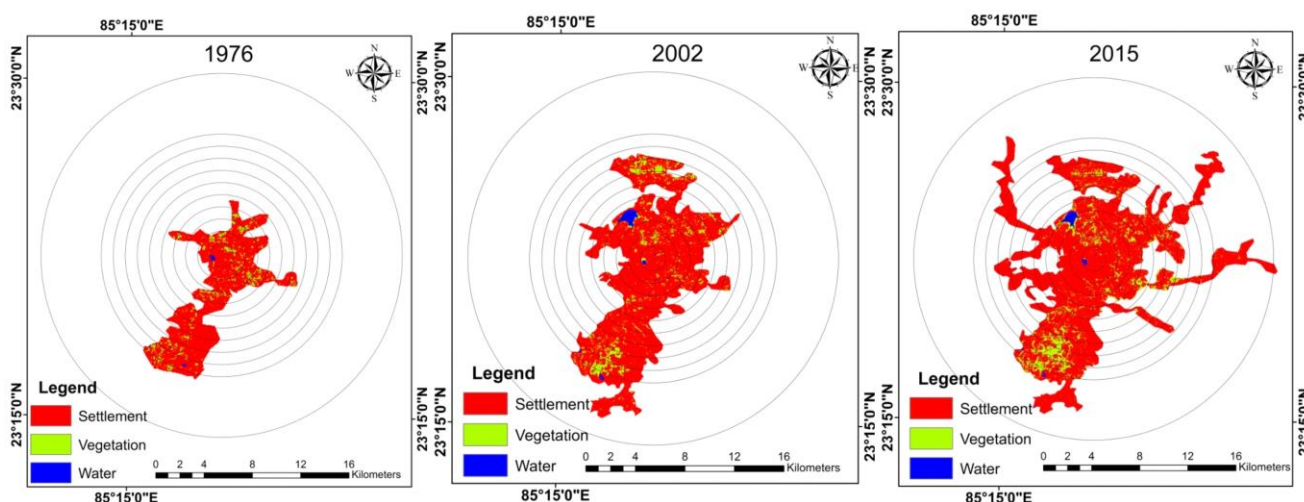 85°15'0"E
1976
N
W E
S
23°30'0"N
23°15'0"N
Legend
Settlement
Vegetation
Water
0 2 4 8 12 16
Kilometers
85°15'0"E
85°15'0"E
2002
N
W E
S
23°30'0"N
23°15'0"N
Legend
Settlement
Vegetation
Water
0 2 4 8 12 16
Kilometers
85°15'0"E
85°15'0"E
2015
N
W E
S
23°30'0"N
23°30'0"N
23°15'0"N
23°15'0"N
Legend
Settlement
Vegetation
Water
0 2 4 8 12 16
Kilometers
85°15'0"E